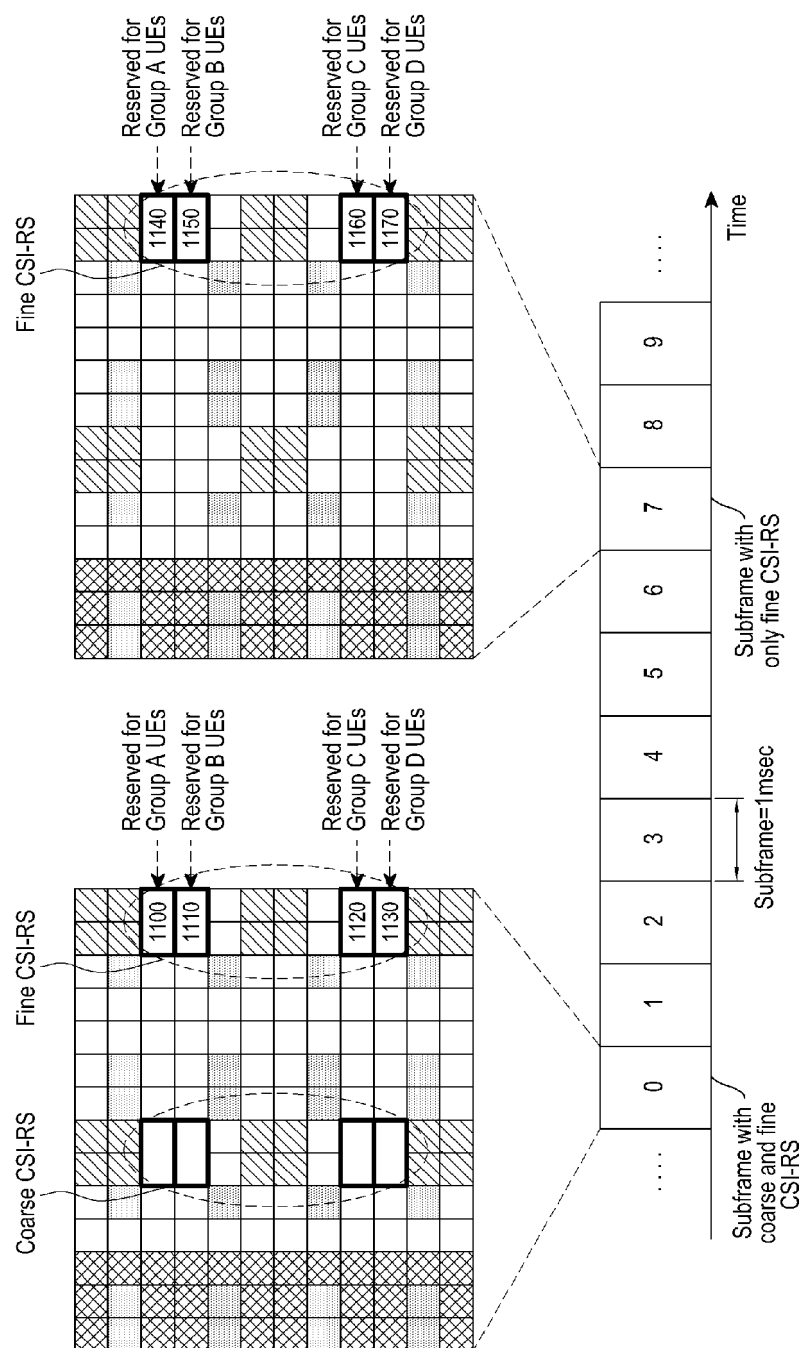 Coarse CSI-RS
Fine CSI-RS
Reserved for
Group A UEs
Reserved for
Group B UEs
Reserved for
Group C UEs
Reserved for
Group D UEs
1100
1110
1120
1130
Fine CSI-RS
Reserved for
Group A UEs
Reserved for
Group B UEs
Reserved for
Group C UEs
Reserved for
Group D UEs
1140
1150
1160
1170
....
0
1
2
3
4
5
6
7
8
9
....
Time
Subframe with
coarse and fine
CSI-RS
Subframe=1msec
Subframe with
only fine CSI-RS